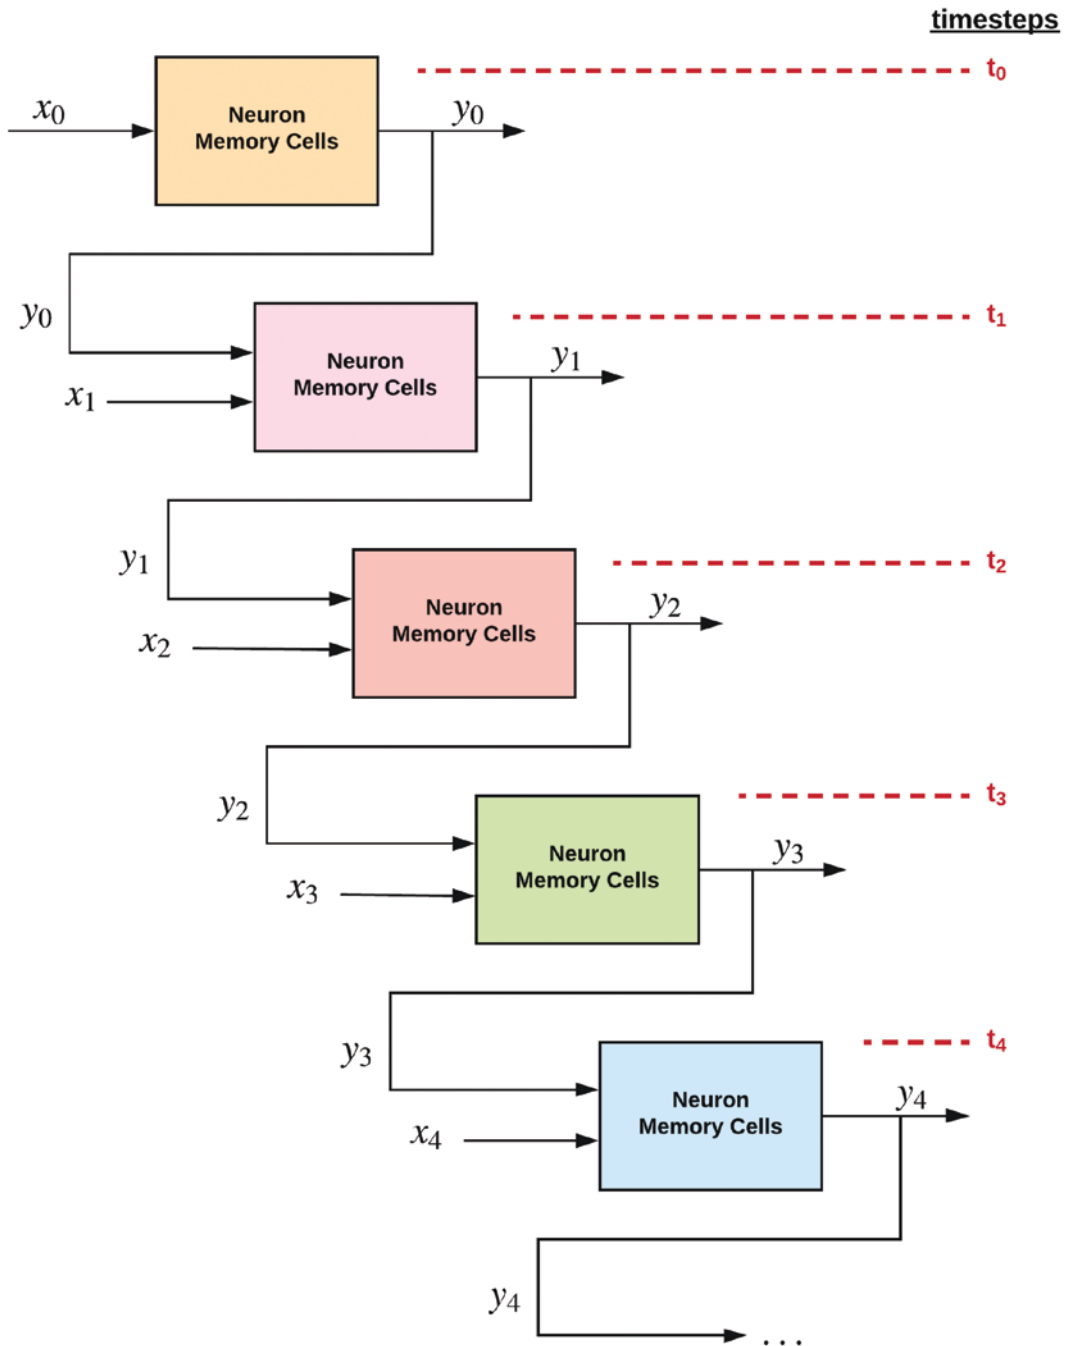 timesteps
t₀
x₀
Neuron
Memory Cells
y₀
y₀
t₁
Neuron
Memory Cells
y₁
x₁
y₁
t₂
Neuron
Memory Cells
y₂
x₂
y₂
t₃
Neuron
Memory Cells
y₃
x₃
y₃
t₄
Neuron
Memory Cells
y₄
x₄
y₄
...